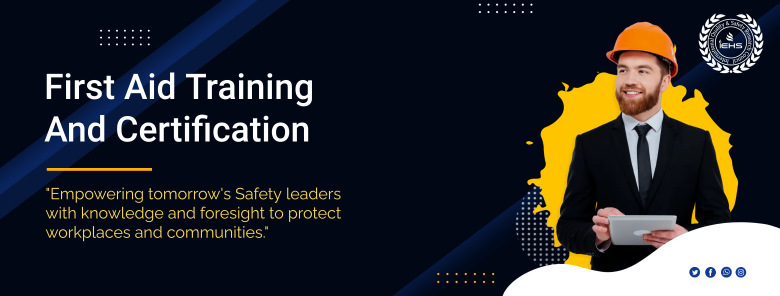 First Aid Training
And Certification
"Empowering tomorrow's Safety leaders
with knowledge and foresight to protect
workplaces and communities."
IEHS